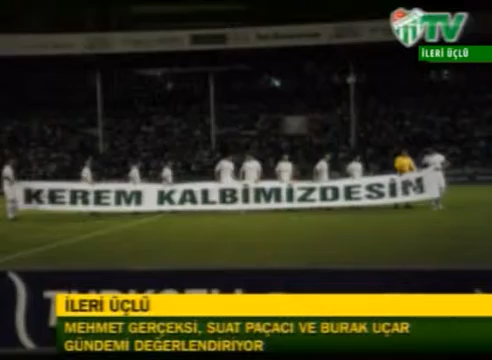 TV
İLERİ ÜÇLÜ
KEREM KALBİMİZDESİN
İLERİ ÜÇLÜ
MEHMET GERÇEKSİ, SUAT PAÇACI VE BURAK UÇAR
GÜNDEMİ DEĞERLENDİRİYOR